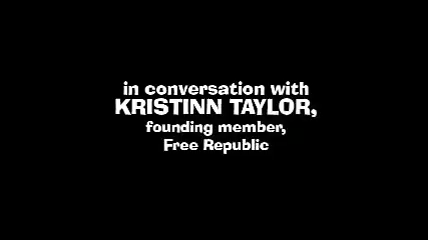 in conversation with
KRISTINN TAYLOR,
founding member,
Free Republic